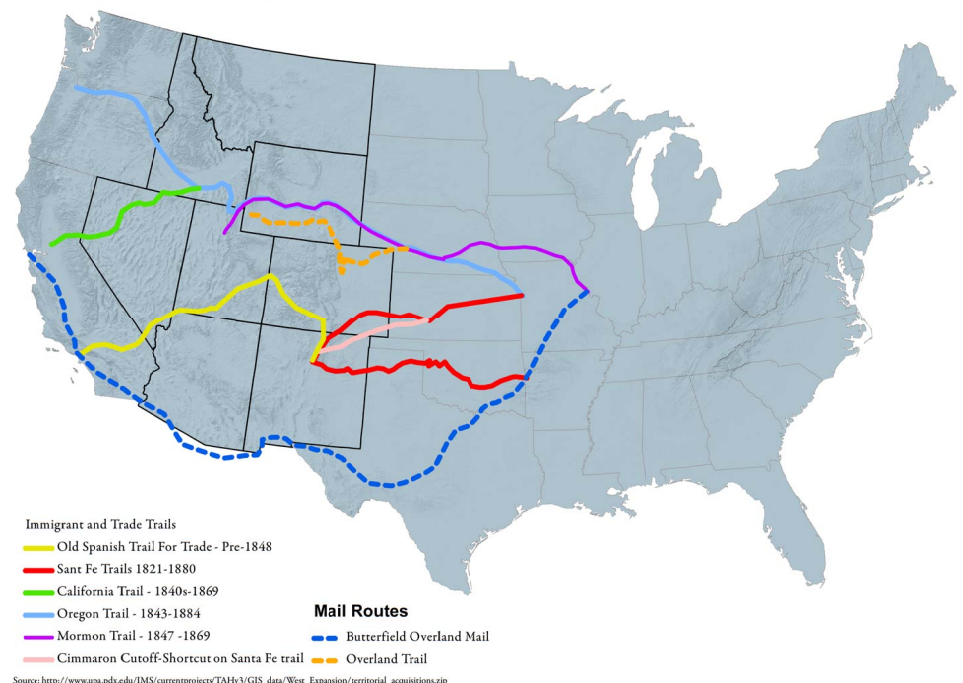 Immigrant and Trade Trails
Old Spanish Trail For Trade - Pre-1848
Sant Fe Trails 1821-1880
California Trail - 1840s-1869
Oregon Trail - 1843-1884
Mormon Trail - 1847 -1869
Cimmaron Cutoff-Shortcut on Santa Fe trail
Mail Routes
Butterfield Overland Mail
Overland Trail
Source: http://www.upa.pdx.edu/IMS/currentprojects/TAHv3/GIS_data/West_Expansion/territorial_acquisitions.zip